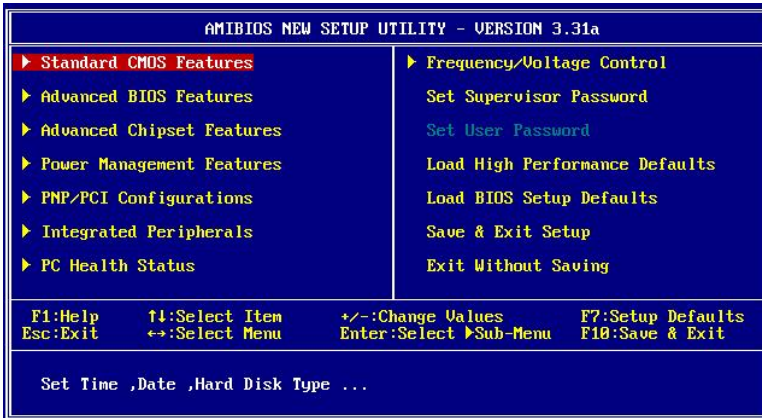 AMIBIOS NEW SETUP UTILITY - VERSION 3.31a
▶ Standard CMOS Features
▶ Advanced BIOS Features
▶ Advanced Chipset Features
▶ Power Management Features
▶ PNP/PCI Configurations
▶ Integrated Peripherals
▶ PC Health Status
▶ Frequency/Voltage Control
Set Supervisor Password
Set User Password
Load High Performance Defaults
Load BIOS Setup Defaults
Save & Exit Setup
Exit Without Saving
F1:Help ↑↓:Select Item +/-:Change Values F7:Setup Defaults
Esc:Exit ↔:Select Menu Enter:Select ▶Sub-Menu F10:Save & Exit
Set Time ,Date ,Hard Disk Type ...